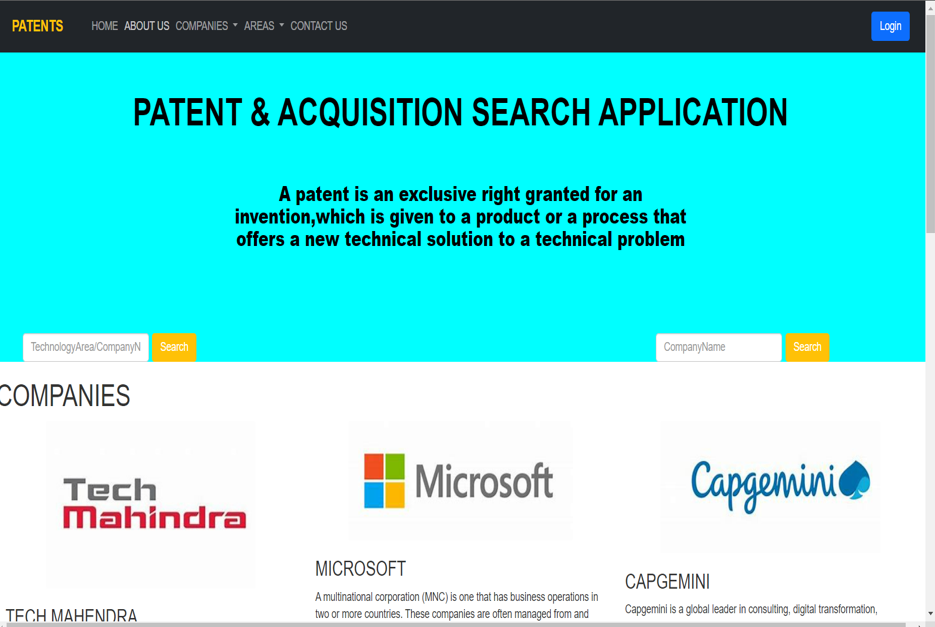 PATENTS HOME ABOUT US COMPANIES AREAS CONTACT US Login
PATENT & ACQUISITION SEARCH APPLICATION
A patent is an exclusive right granted for an
invention,which is given to a product or a process that
offers a new technical solution to a technical problem
TechnologyArea/CompanyN Search CompanyName Search
COMPANIES
Tech
Mahindra
Microsoft
Capgemini
TECH MAHENDRA
MICROSOFT
A multinational corporation (MNC) is one that has business operations in
two or more countries. These companies are often managed from and
CAPGEMINI
Capgemini is a global leader in consulting, digital transformation,